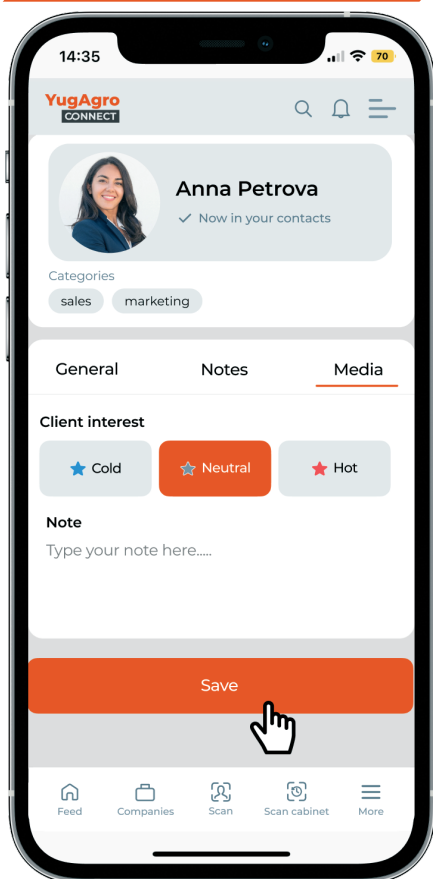 14:35
70
YugAgro
CONNECT
Anna Petrova
Now in your contacts
Categories
sales marketing
General Notes Media
Client interest
Cold Neutral Hot
Note
Type your note here.....
Save
Feed Companies Scan Scan cabinet More